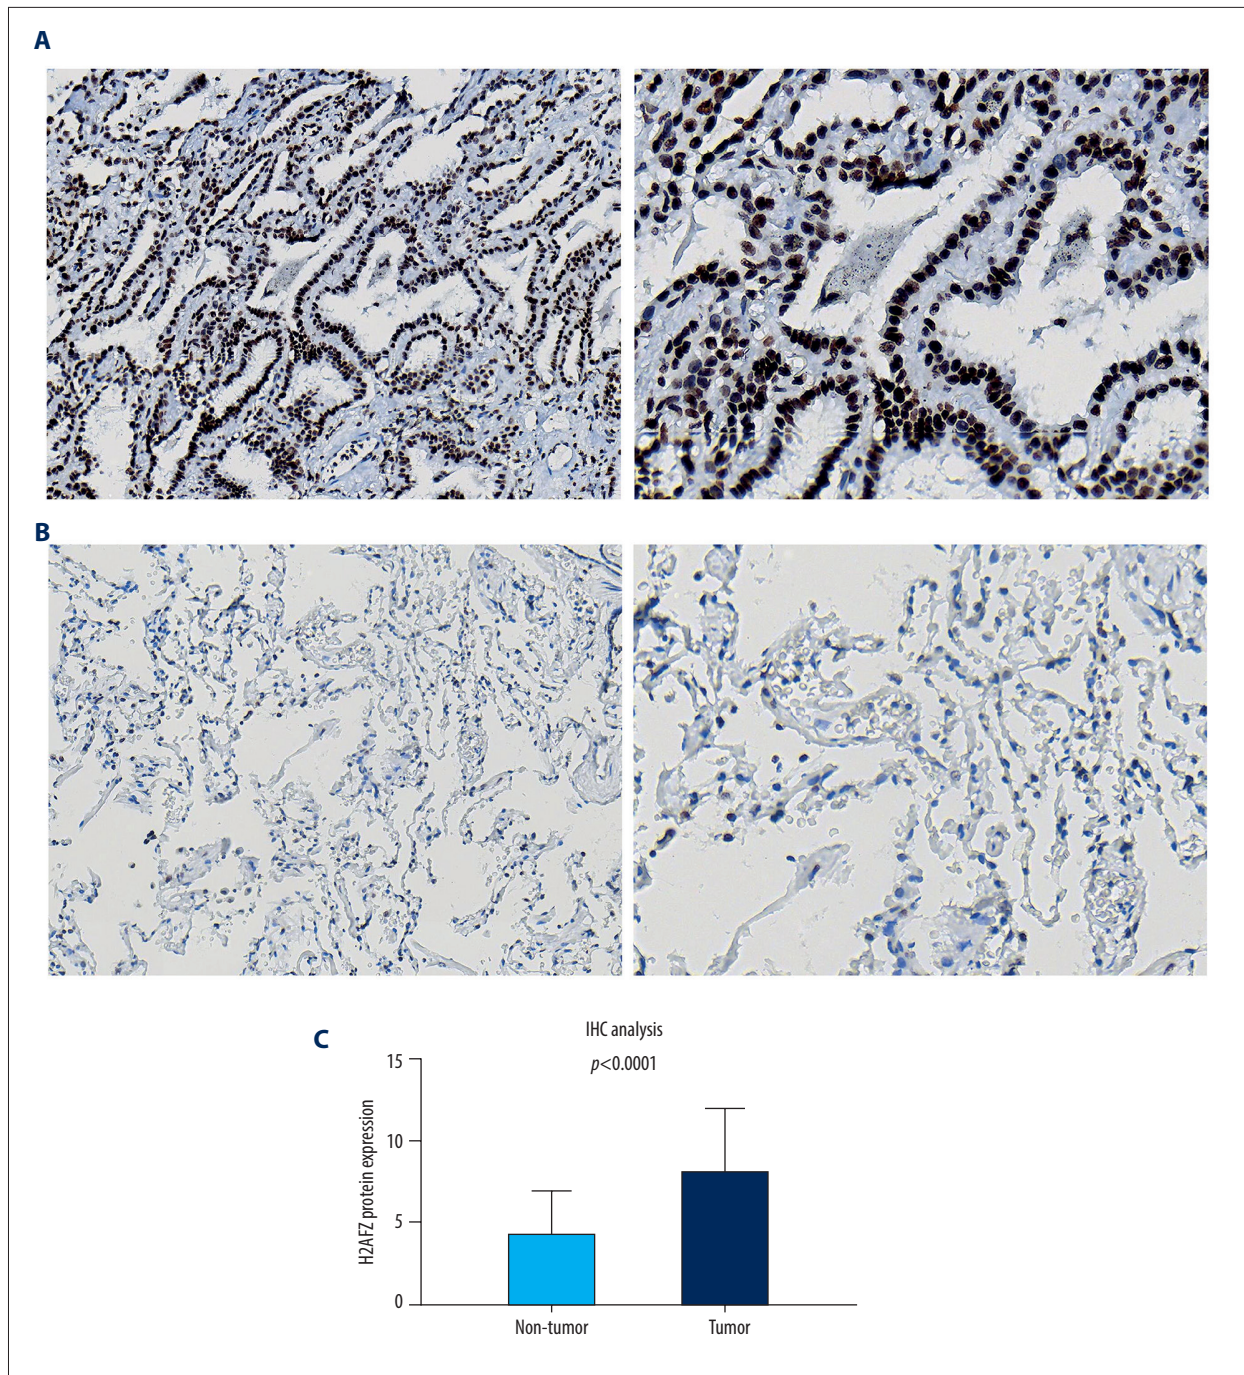 A
B
C
IHC analysis
p<0.0001
15
10
5
0
H2AFZ protein expression
Non-tumor
Tumor